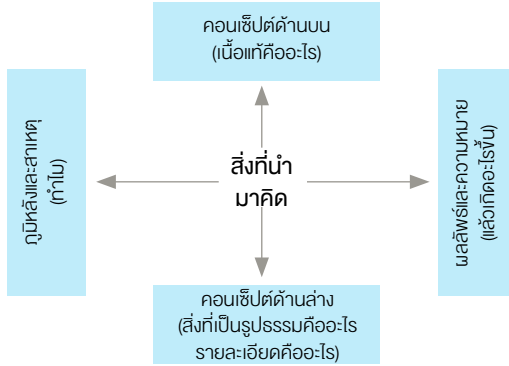 คอนเซ็ปต์ด้านบน
(เนื้อแท้คืออะไร)
ภูมิหลังและสาเหตุ
(ทำไม)
สิ่งที่นำ
มาคิด
ผลลัพธ์และความหมาย
(แล้วเกิดอะไรขึ้น)
คอนเซ็ปต์ด้านล่าง
(สิ่งที่เป็นรูปธรรมคืออะไร
รายละเอียดคืออะไร)